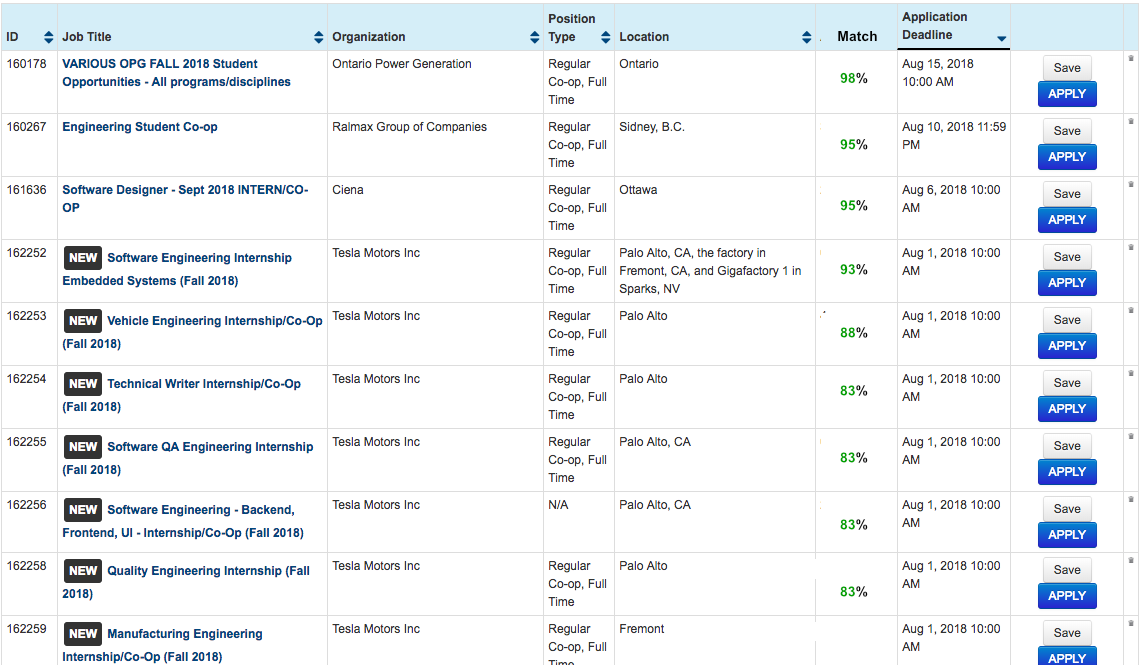 ID Job Title Organization Position Type Location Match Application Deadline
160178 VARIOUS OPG FALL 2018 Student Ontario Power Generation Regular Ontario 98% Aug 15, 2018 Save
Opportunities - All programs/disciplines Co-op, Full 10:00 AM APPLY
Time
160267 Engineering Student Co-op Ralmax Group of Companies Regular Sidney, B.C. 95% Aug 10, 2018 11:59 Save
Co-op, Full PM APPLY
Time
161636 Software Designer - Sept 2018 INTERN/CO- Ciena Regular Ottawa 95% Aug 6, 2018 10:00 Save
OP Co-op, Full AM APPLY
Time
162252 NEW Software Engineering Internship Tesla Motors Inc Regular Palo Alto, CA, the factory in 93% Aug 1, 2018 10:00 Save
Embedded Systems (Fall 2018) Co-op, Full Fremont, CA, and Gigafactory 1 in AM APPLY
Time Sparks, NV
162253 NEW Vehicle Engineering Internship/Co-Op Tesla Motors Inc Regular Palo Alto 88% Aug 1, 2018 10:00 Save
(Fall 2018) Co-op, Full AM APPLY
Time
162254 NEW Technical Writer Internship/Co-Op Tesla Motors Inc Regular Palo Alto 83% Aug 1, 2018 10:00 Save
(Fall 2018) Co-op, Full AM APPLY
Time
162255 NEW Software QA Engineering Internship Tesla Motors Inc Regular Palo Alto, CA 83% Aug 1, 2018 10:00 Save
(Fall 2018) Co-op, Full AM APPLY
Time
162256 NEW Software Engineering - Backend, Tesla Motors Inc N/A Palo Alto, CA 83% Aug 1, 2018 10:00 Save
Frontend, UI - Internship/Co-Op (Fall 2018) AM APPLY
162258 NEW Quality Engineering Internship (Fall Tesla Motors Inc Regular Palo Alto 83% Aug 1, 2018 10:00 Save
2018) Co-op, Full AM APPLY
Time
162259 NEW Manufacturing Engineering Tesla Motors Inc Regular Fremont Aug 1, 2018 10:00 Save
Internship/Co-Op (Fall 2018) Co-op, Full AM APPLY
Time